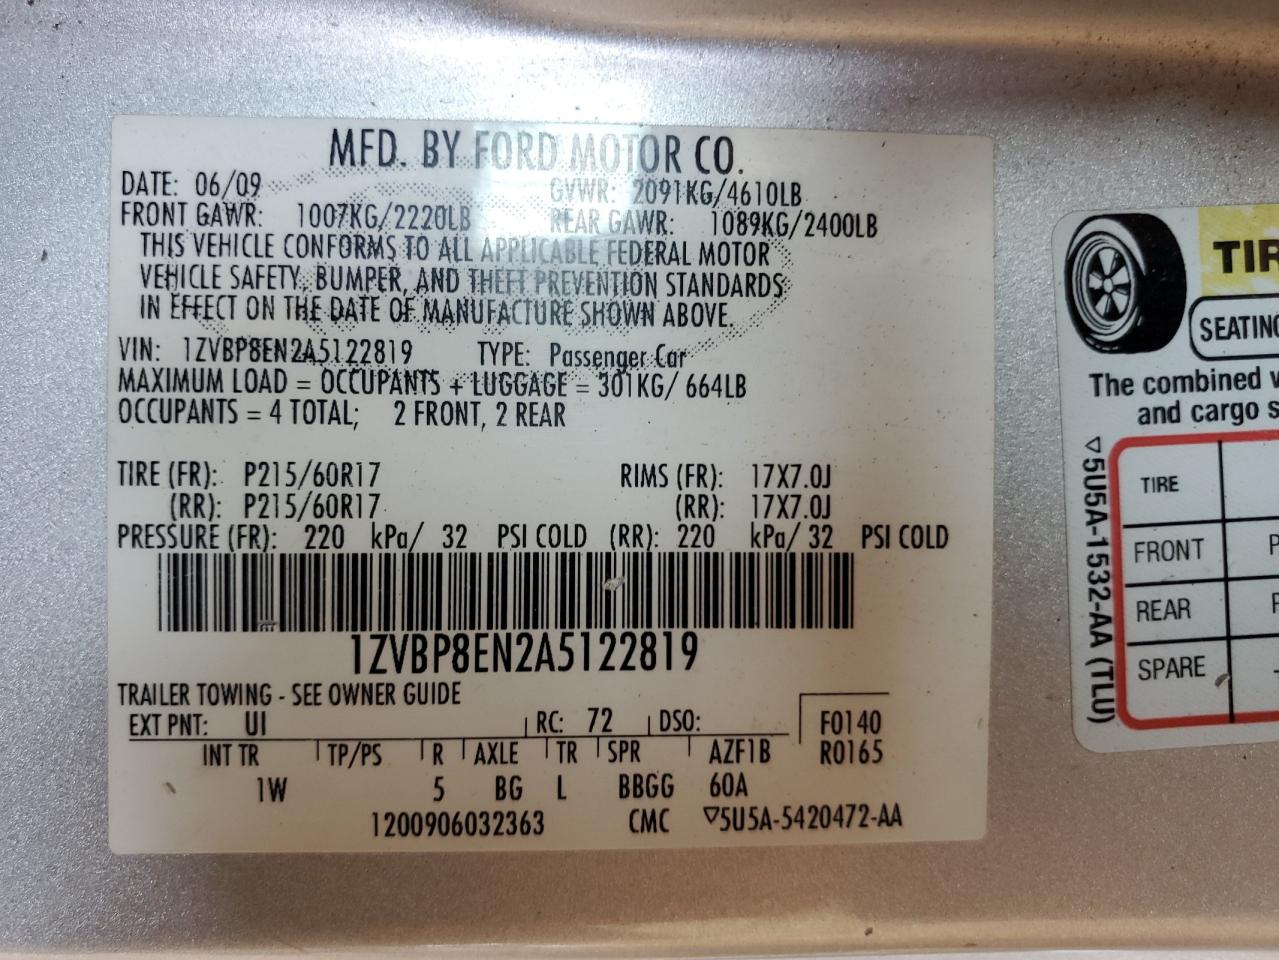 MFD. BY FORD MOTOR CO.
DATE: 06/09 GVWR: 2091KG/4610LB
FRONT GAWR: 1007KG/2220LB REAR GAWR: 1089KG/2400LB
THIS VEHICLE CONFORMS TO ALL APPLICABLE FEDERAL MOTOR
VEHICLE SAFETY, BUMPER, AND THEFT PREVENTION STANDARDS
IN EFFECT ON THE DATE OF MANUFACTURE SHOWN ABOVE.
VIN: 1ZVBP8EN2A5122819 TYPE: Passenger Car
MAXIMUM LOAD = OCCUPANTS + LUGGAGE = 301KG/ 664LB
OCCUPANTS = 4 TOTAL; 2 FRONT, 2 REAR
TIRE (FR): P215/60R17 RIMS (FR): 17X7.0J
(RR): P215/60R17 (RR): 17X7.0J
PRESSURE (FR): 220 kPa/ 32 PSI COLD (RR): 220 kPa/ 32 PSI COLD
1ZVBP8EN2A5122819
TRAILER TOWING - SEE OWNER GUIDE
EXT PNT: UI RC: 72 DSO: F0140
INT TR TP/PS R AXLE TR SPR AZF1B R0165
1W 5 BG L BBGG 60A
1200906032363 CMC ▽5U5A-5420472-AA
TIR
SEATING
The combined
and cargo s
▽5U5A-1532-AA (TLU)
TIRE
FRONT P
REAR P
SPARE